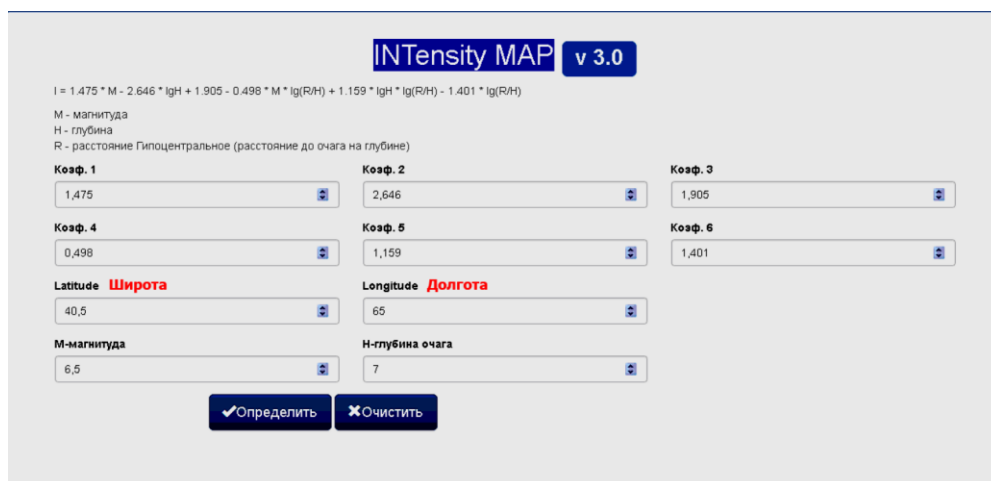 INTensity MAP v 3.0
I = 1.475 * M - 2.646 * lgH + 1.905 - 0.498 * M * lg(R/H) + 1.159 * lgH * lg(R/H) - 1.401 * lg(R/H)
M - магнитуда
H - глубина
R - расстояние Гипоцентральное (расстояние до очага на глубине)
Коэф. 1 Коэф. 2 Коэф. 3
1,475 2,646 1,905
Коэф. 4 Коэф. 5 Коэф. 6
0,498 1,159 1,401
Latitude Широта Longitude Долгота
40,5 65
М-магнитуда Н-глубина очага
6,5 7
Определить Очистить